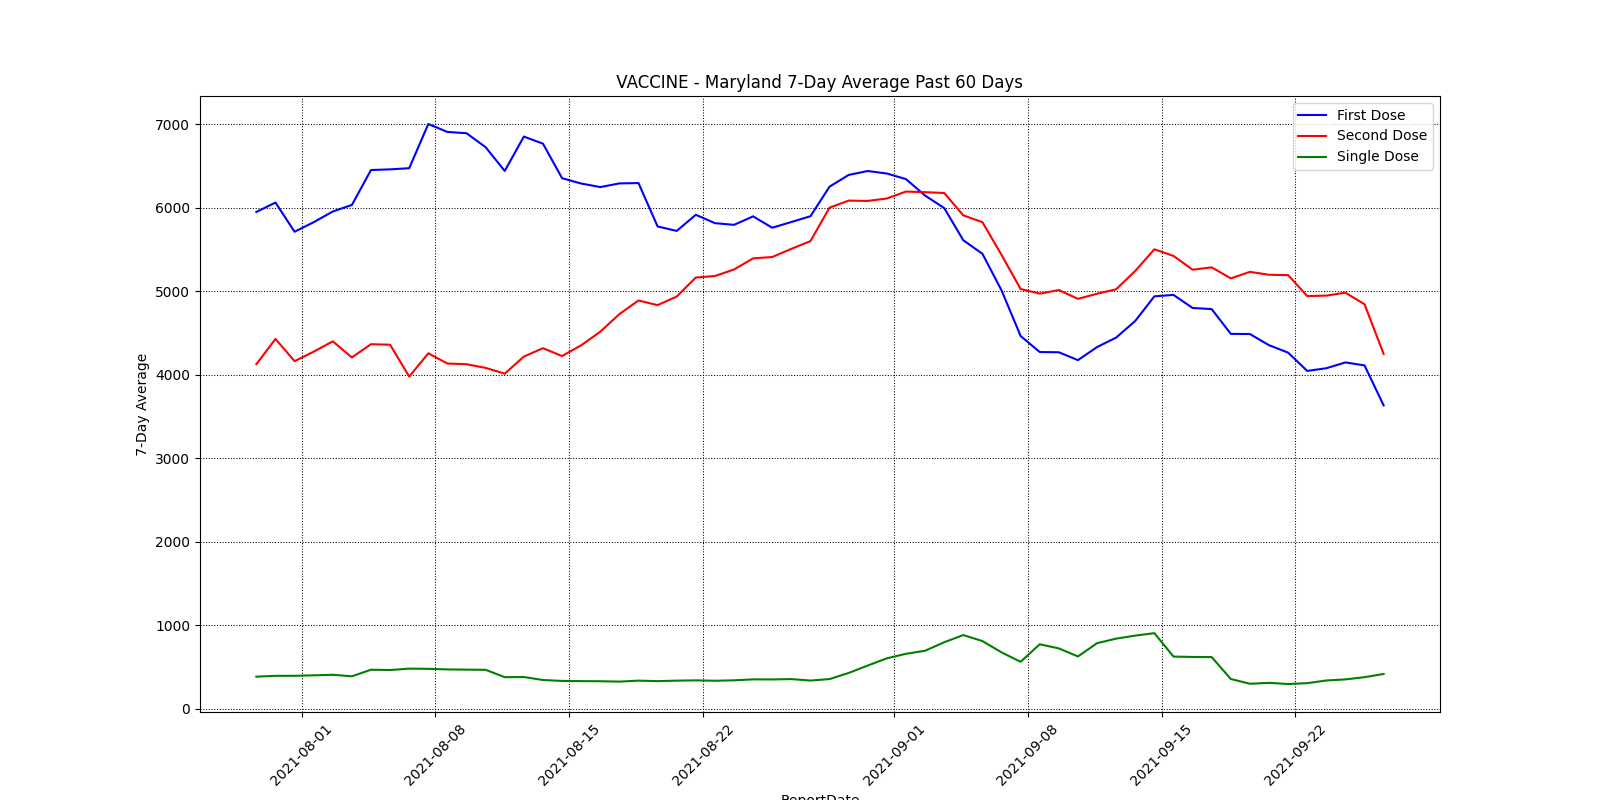 VACCINE - Maryland 7-Day Average Past 60 Days
First Dose
Second Dose
Single Dose
7-Day Average
7000
6000
5000
4000
3000
2000
1000
0
2021-08-01
2021-08-08
2021-08-15
2021-08-22
2021-09-01
2021-09-08
2021-09-15
2021-09-22
ReportDate